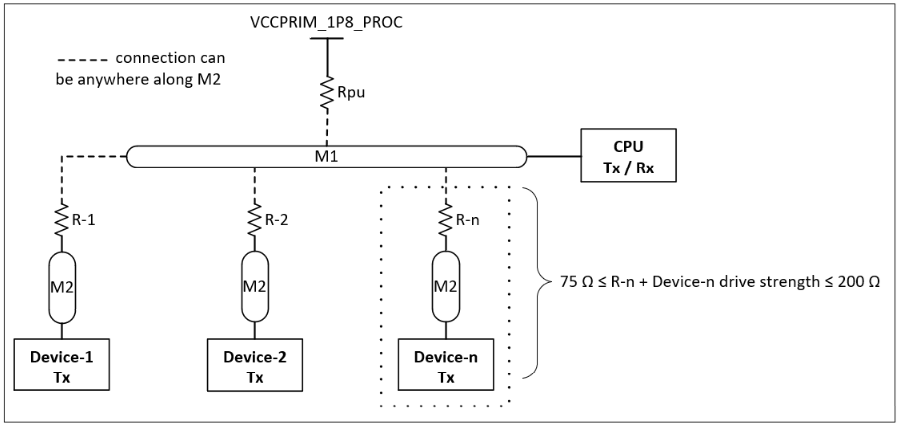 VCCPRIM_1P8_PROC
connection can
be anywhere along M2
Rpu
M1
CPU
Tx / Rx
R-1
R-2
R-n
M2
M2
M2
75 Ω ≤ R-n + Device-n drive strength ≤ 200 Ω
Device-1
Tx
Device-2
Tx
Device-n
Tx